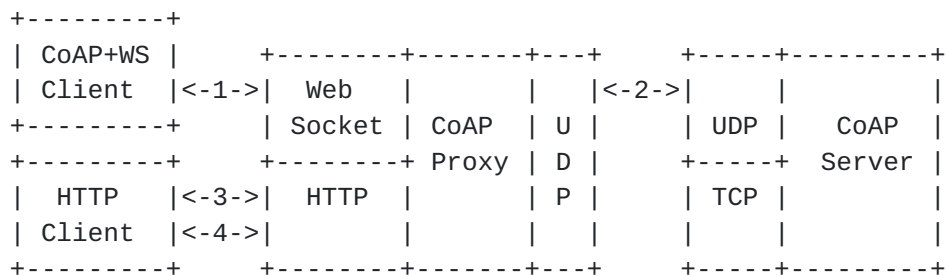 +---------+
| CoAP+WS |     +--------+-------+---+     +-----+---------+
| Client  |<-1->|  Web   |       |   |<-2->|     |         |
+---------+     | Socket | CoAP  | U |     | UDP |   CoAP  |
+---------+     +--------+ Proxy | D |     +-----+  Server |
|  HTTP   |<-3->|  HTTP  |       | P |     | TCP |         |
| Client  |<-4->|        |       |   |     |     |         |
+---------+     +--------+-------+---+     +-----+---------+